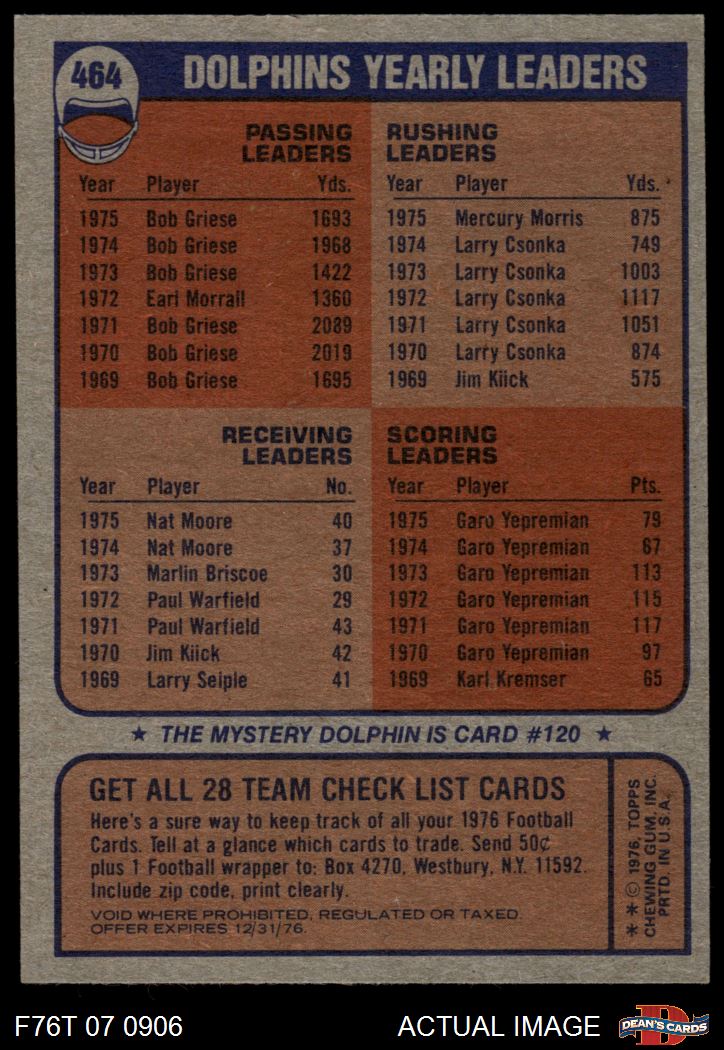 464
DOLPHINS YEARLY LEADERS
PASSING
LEADERS
Year Player Yds.
1975 Bob Griese 1693
1974 Bob Griese 1968
1973 Bob Griese 1422
1972 Earl Morrall 1360
1971 Bob Griese 2089
1970 Bob Griese 2019
1969 Bob Griese 1695
RUSHING
LEADERS
Year Player Yds.
1975 Mercury Morris 875
1974 Larry Csonka 749
1973 Larry Csonka 1003
1972 Larry Csonka 1117
1971 Larry Csonka 1051
1970 Larry Csonka 874
1969 Jim Kiick 575
RECEIVING
LEADERS
Year Player No.
1975 Nat Moore 40
1974 Nat Moore 37
1973 Marlin Briscoe 30
1972 Paul Warfield 29
1971 Paul Warfield 43
1970 Jim Kiick 42
1969 Larry Seiple 41
SCORING
LEADERS
Year Player Pts.
1975 Garo Yepremian 79
1974 Garo Yepremian 67
1973 Garo Yepremian 113
1972 Garo Yepremian 115
1971 Garo Yepremian 117
1970 Garo Yepremian 97
1969 Karl Kremser 65
★ THE MYSTERY DOLPHIN IS CARD #120 ★
GET ALL 28 TEAM CHECK LIST CARDS
Here's a sure way to keep track of all your 1976 Football
Cards. Tell at a glance which cards to trade. Send 50¢
plus 1 Football wrapper to: Box 4270, Westbury, N.Y. 11592.
Include zip code, print clearly.
VOID WHERE PROHIBITED, REGULATED OR TAXED.
OFFER EXPIRES 12/31/76.
* * © 1976, TOPPS
CHEWING GUM, INC.
PRTD. IN U.S.A.
F76T 07 0906
ACTUAL IMAGE
D
DEAN'S CARDS